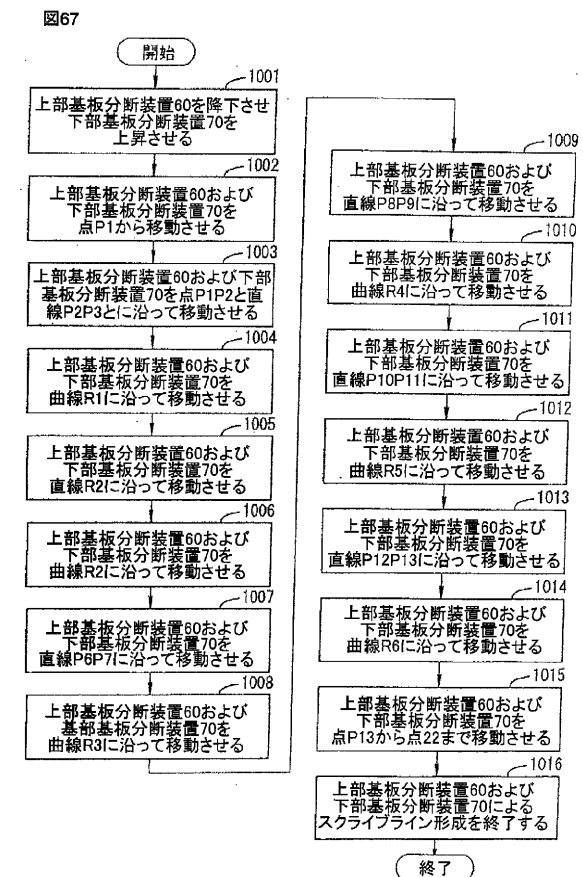 図67
開始
1001
上部基板分断装置60を降下させ
下部基板分断装置70を
上昇させる
1002
上部基板分断装置60および
下部基板分断装置70を
点P1から移動させる
1003
上部基板分断装置60および下部
基板分断装置70を点P1P2と直
線P2P3とに沿って移動させる
1004
上部基板分断装置60および
下部基板分断装置70を
曲線R1に沿って移動させる
1005
上部基板分断装置60および
下部基板分断装置70を
直線R2に沿って移動させる
1006
上部基板分断装置60および
下部基板分断装置70を
曲線R2に沿って移動させる
1007
上部基板分断装置60および
下部基板分断装置70を
直線P6P7に沿って移動させる
1008
上部基板分断装置60および
基部基板分断装置70を
曲線R3に沿って移動させる
1009
上部基板分断装置60および
下部基板分断装置70を
直線P8P9に沿って移動させる
1010
上部基板分断装置60および
下部基板分断装置70を
曲線R4に沿って移動させる
1011
上部基板分断装置60および
下部基板分断装置70を
直線P10P11に沿って移動させる
1012
上部基板分断装置60および
下部基板分断装置70を
曲線R5に沿って移動させる
1013
上部基板分断装置60および
下部基板分断装置70を
直線P12P13に沿って移動させる
1014
上部基板分断装置60および
下部基板分断装置70を
曲線R6に沿って移動させる
1015
上部基板分断装置60および
下部基板分断装置70を
点P13から点22まで移動させる
1016
上部基板分断装置60および
下部基板分断装置70による
スクライブライン形成を終了する
終了